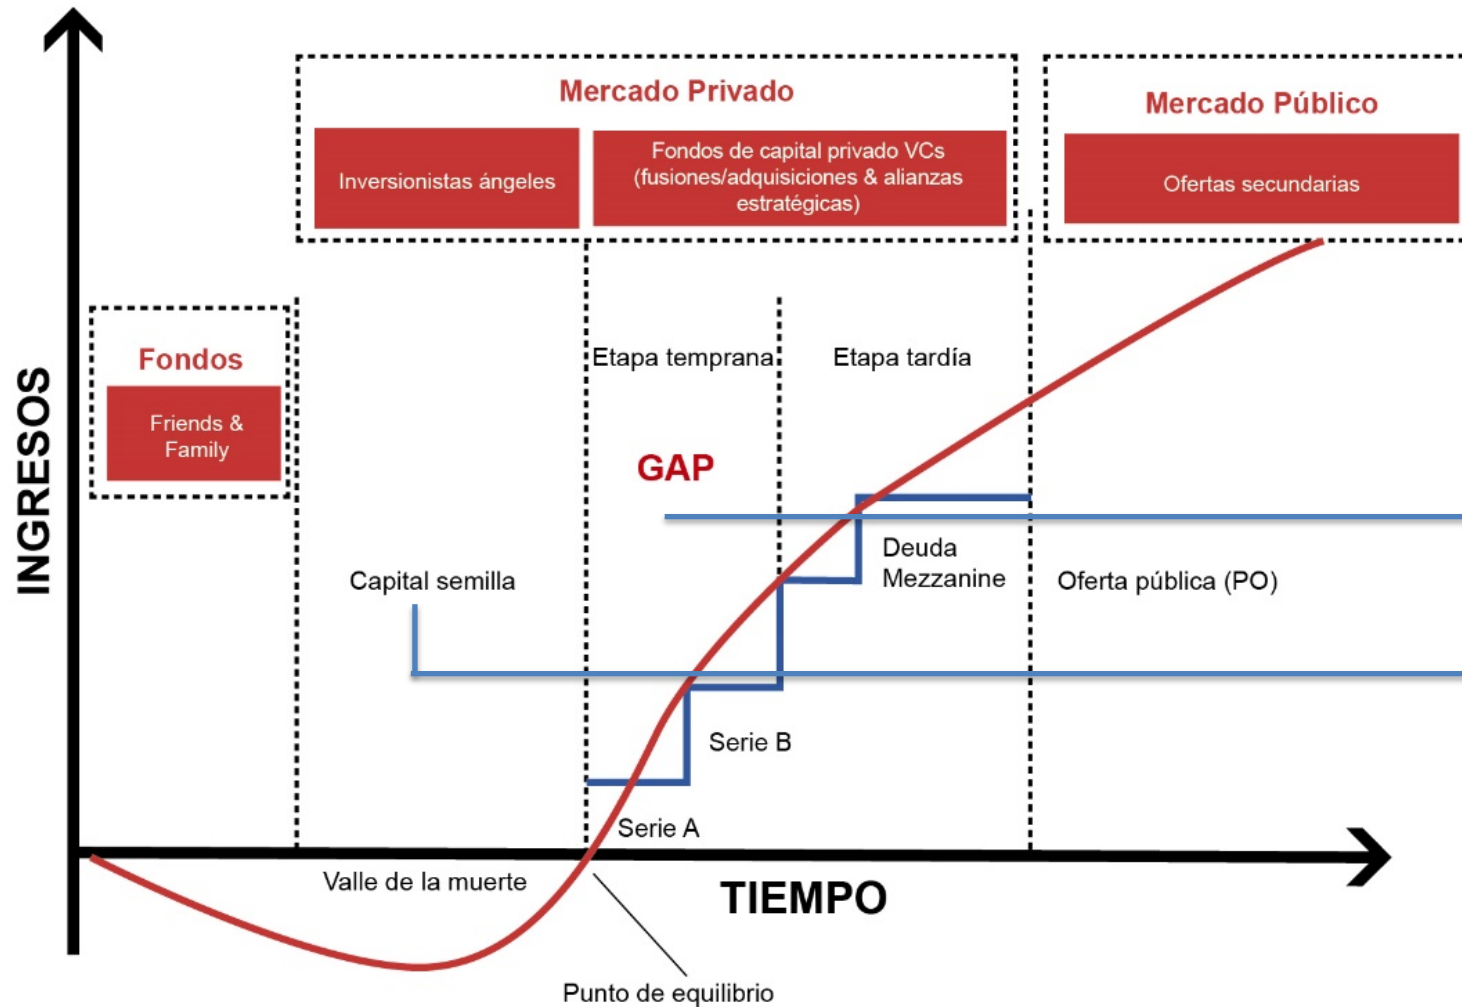 Mercado Privado
Mercado Público
Inversionistas ángeles
Fondos de capital privado VCs
(fusiones/adquisiciones & alianzas
estratégicas)
Ofertas secundarias
Fondos
Friends &
Family
Etapa temprana
Etapa tardía
GAP
INGRESOS
Capital semilla
Deuda
Mezzanine
Oferta pública (PO)
Serie B
Serie A
Valle de la muerte
TIEMPO
Punto de equilibrio